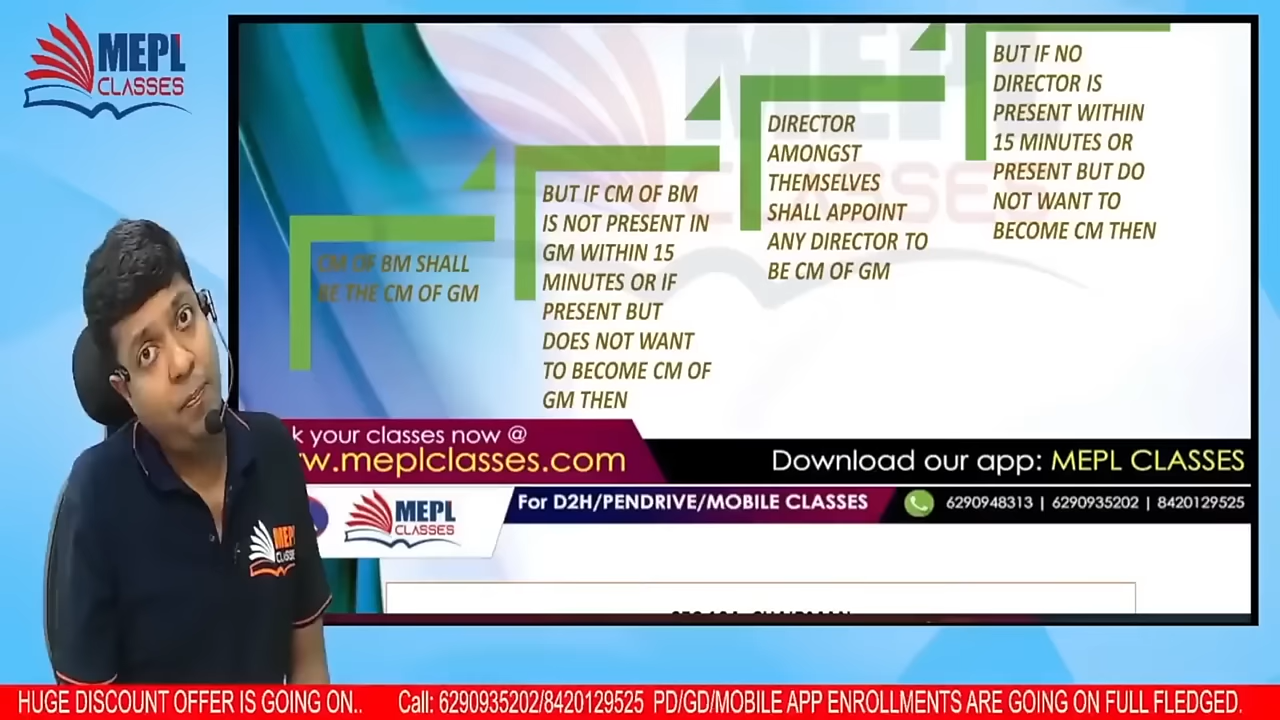 MEPL
CLASSES
CM OF BM SHALL
BE THE CM OF GM
BUT IF CM OF BM
IS NOT PRESENT IN
GM WITHIN 15
MINUTES OR IF
PRESENT BUT
DOES NOT WANT
TO BECOME CM OF
GM THEN
DIRECTOR
AMONGST
THEMSELVES
SHALL APPOINT
ANY DIRECTOR TO
BE CM OF GM
BUT IF NO
DIRECTOR IS
PRESENT WITHIN
15 MINUTES OR
PRESENT BUT DO
NOT WANT TO
BECOME CM THEN
k your classes now @
w.meplclasses.com
Download our app: MEPL CLASSES
MEPL
CLASSES
For D2H/PENDRIVE/MOBILE CLASSES
6290948313 | 6290935202 | 8420129525
MEPL
HUGE DISCOUNT OFFER IS GOING ON.. Call: 6290935202/8420129525 PD/GD/MOBILE APP ENROLLMENTS ARE GOING ON FULL FLEDGED.